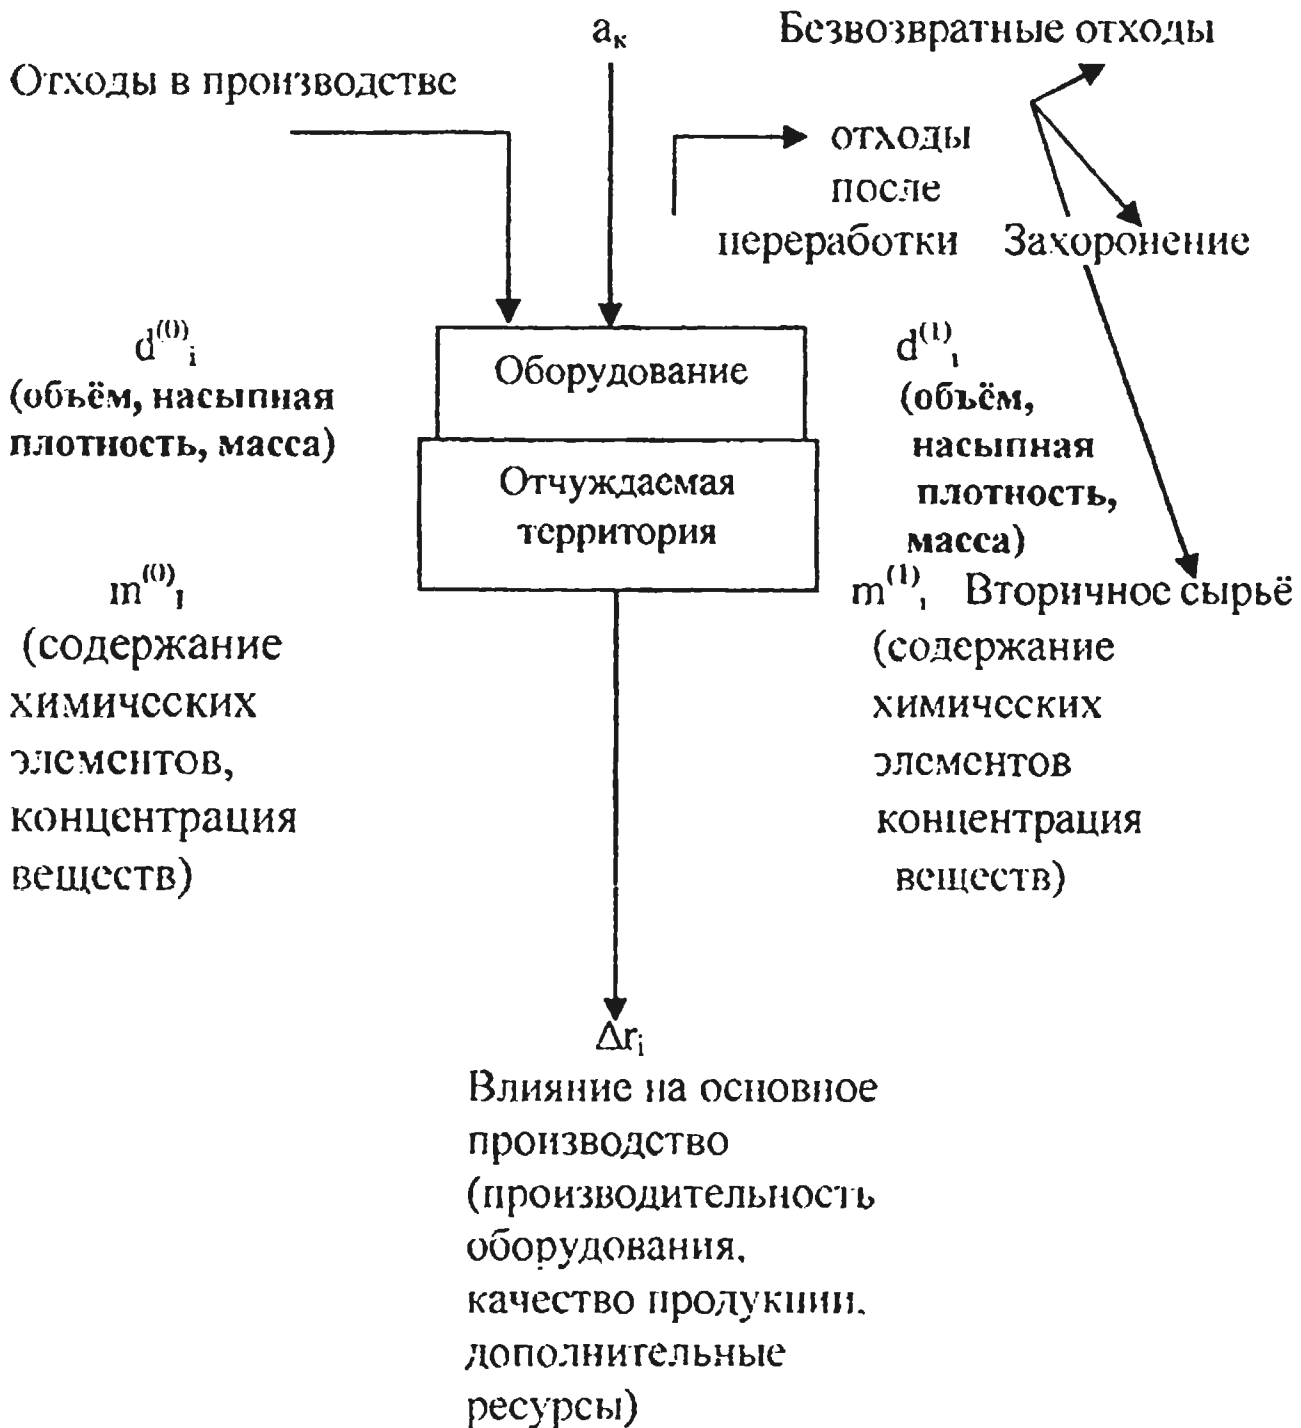 aк
Безвозвратные отходы
Отходы в производстве
отходы
после
переработки
Захоронение
d(0)i
(объём, насыпная
плотность, масса)
Оборудование
d(1)i
(объём,
насыпная
плотность,
масса)
Отчуждаемая
территория
m(0)i
(содержание
химических
элементов,
концентрация
веществ)
m(1)i
Вторичное сырьё
(содержание
химических
элементов
концентрация
веществ)
Δri
Влияние на основное
производство
(производительность
оборудования,
качество продукции,
дополнительные
ресурсы)